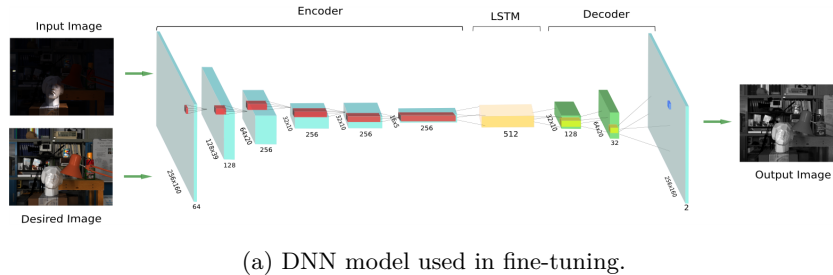 Encoder
LSTM
Decoder
Input Image
Desired Image
256x160
64
128x39
128
64x20
256
32x10
256
32x10
256
16x5
256
512
32x10
128
64x20
32
256x160
2
Output Image
(a) DNN model used in fine-tuning.